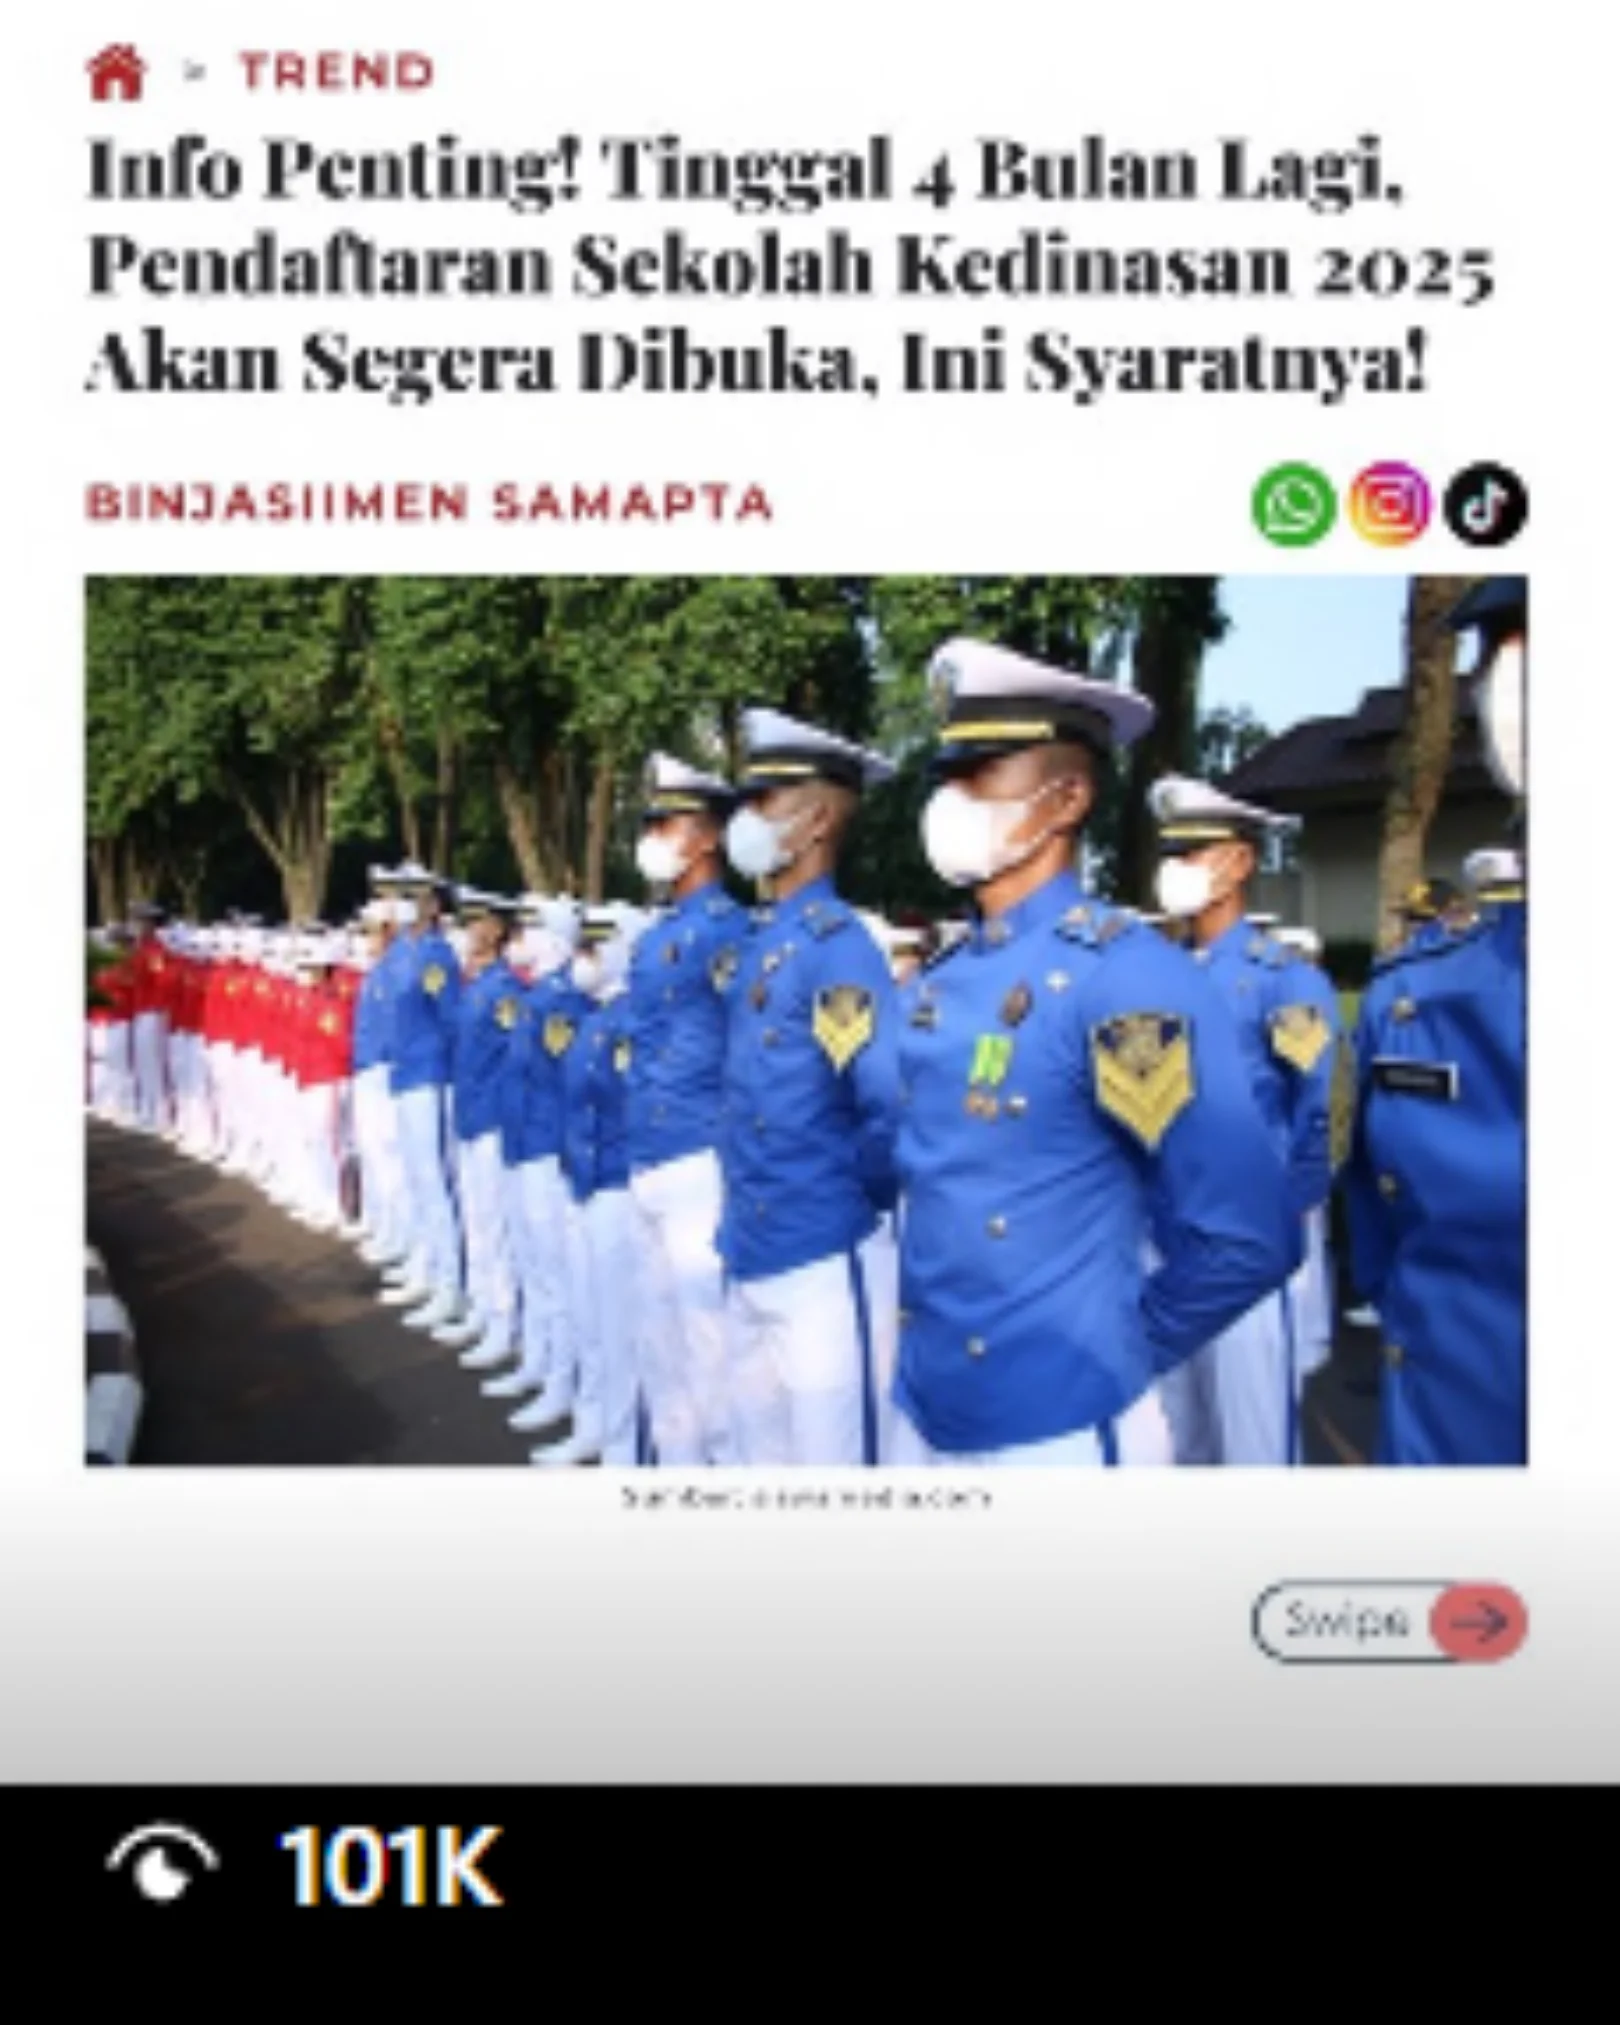 > TREND
Info Penting! Tinggal 4 Bulan Lagi,
Pendaftaran Sekolah Kedinasan 2025
Akan Segera Dibuka, Ini Syaratnya!
BINJASIIMEN SAMAPTA
Swipe
101K